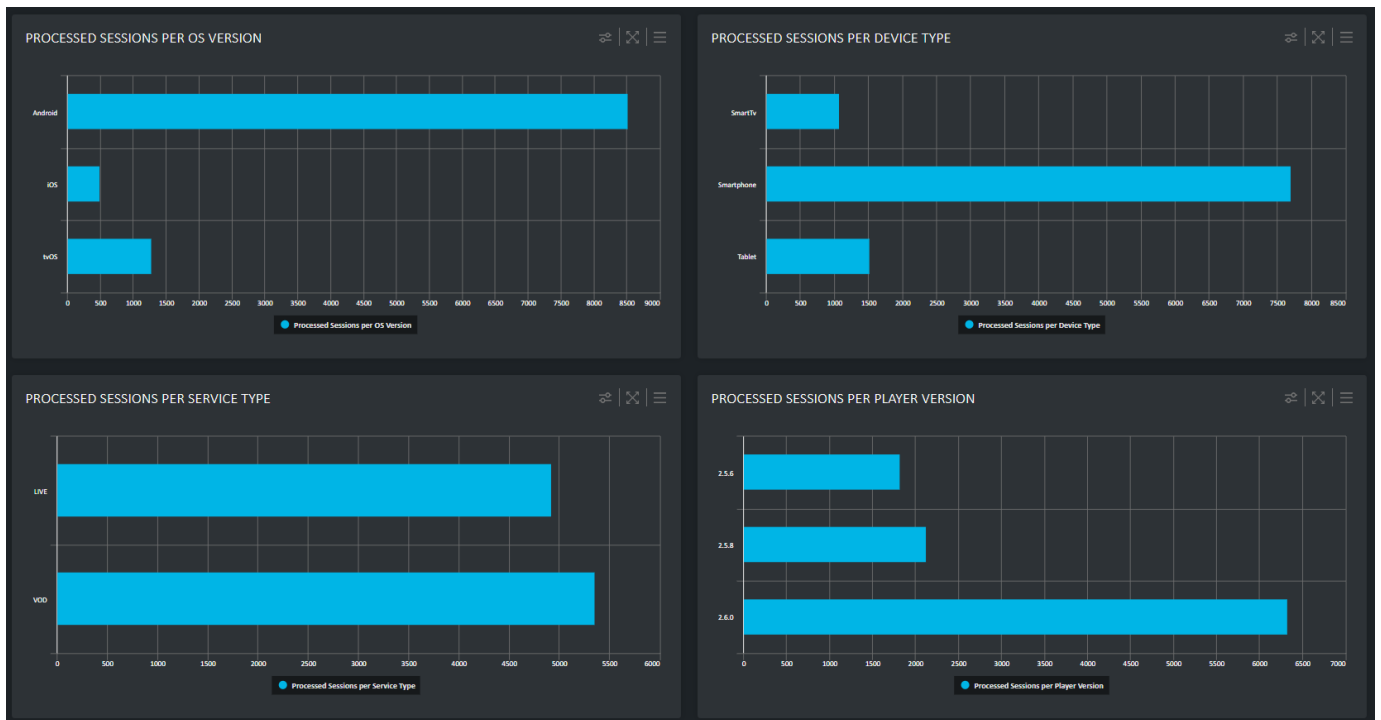 PROCESSED SESSIONS PER OS VERSION
Android
iOS
tvOS
0 500 1000 1500 2000 2500 3000 3500 4000 4500 5000 5500 6000 6500 7000 7500 8000 8500 9000
Processed Sessions per OS Version
PROCESSED SESSIONS PER DEVICE TYPE
SmartTv
Smartphone
Tablet
0 500 1000 1500 2000 2500 3000 3500 4000 4500 5000 5500 6000 6500 7000 7500 8000 8500
Processed Sessions per Device Type
PROCESSED SESSIONS PER SERVICE TYPE
LIVE
VOD
0 500 1000 1500 2000 2500 3000 3500 4000 4500 5000 5500 6000
Processed Sessions per Service Type
PROCESSED SESSIONS PER PLAYER VERSION
2.5.6
2.5.8
2.6.0
0 500 1000 1500 2000 2500 3000 3500 4000 4500 5000 5500 6000 6500 7000
Processed Sessions per Player Version